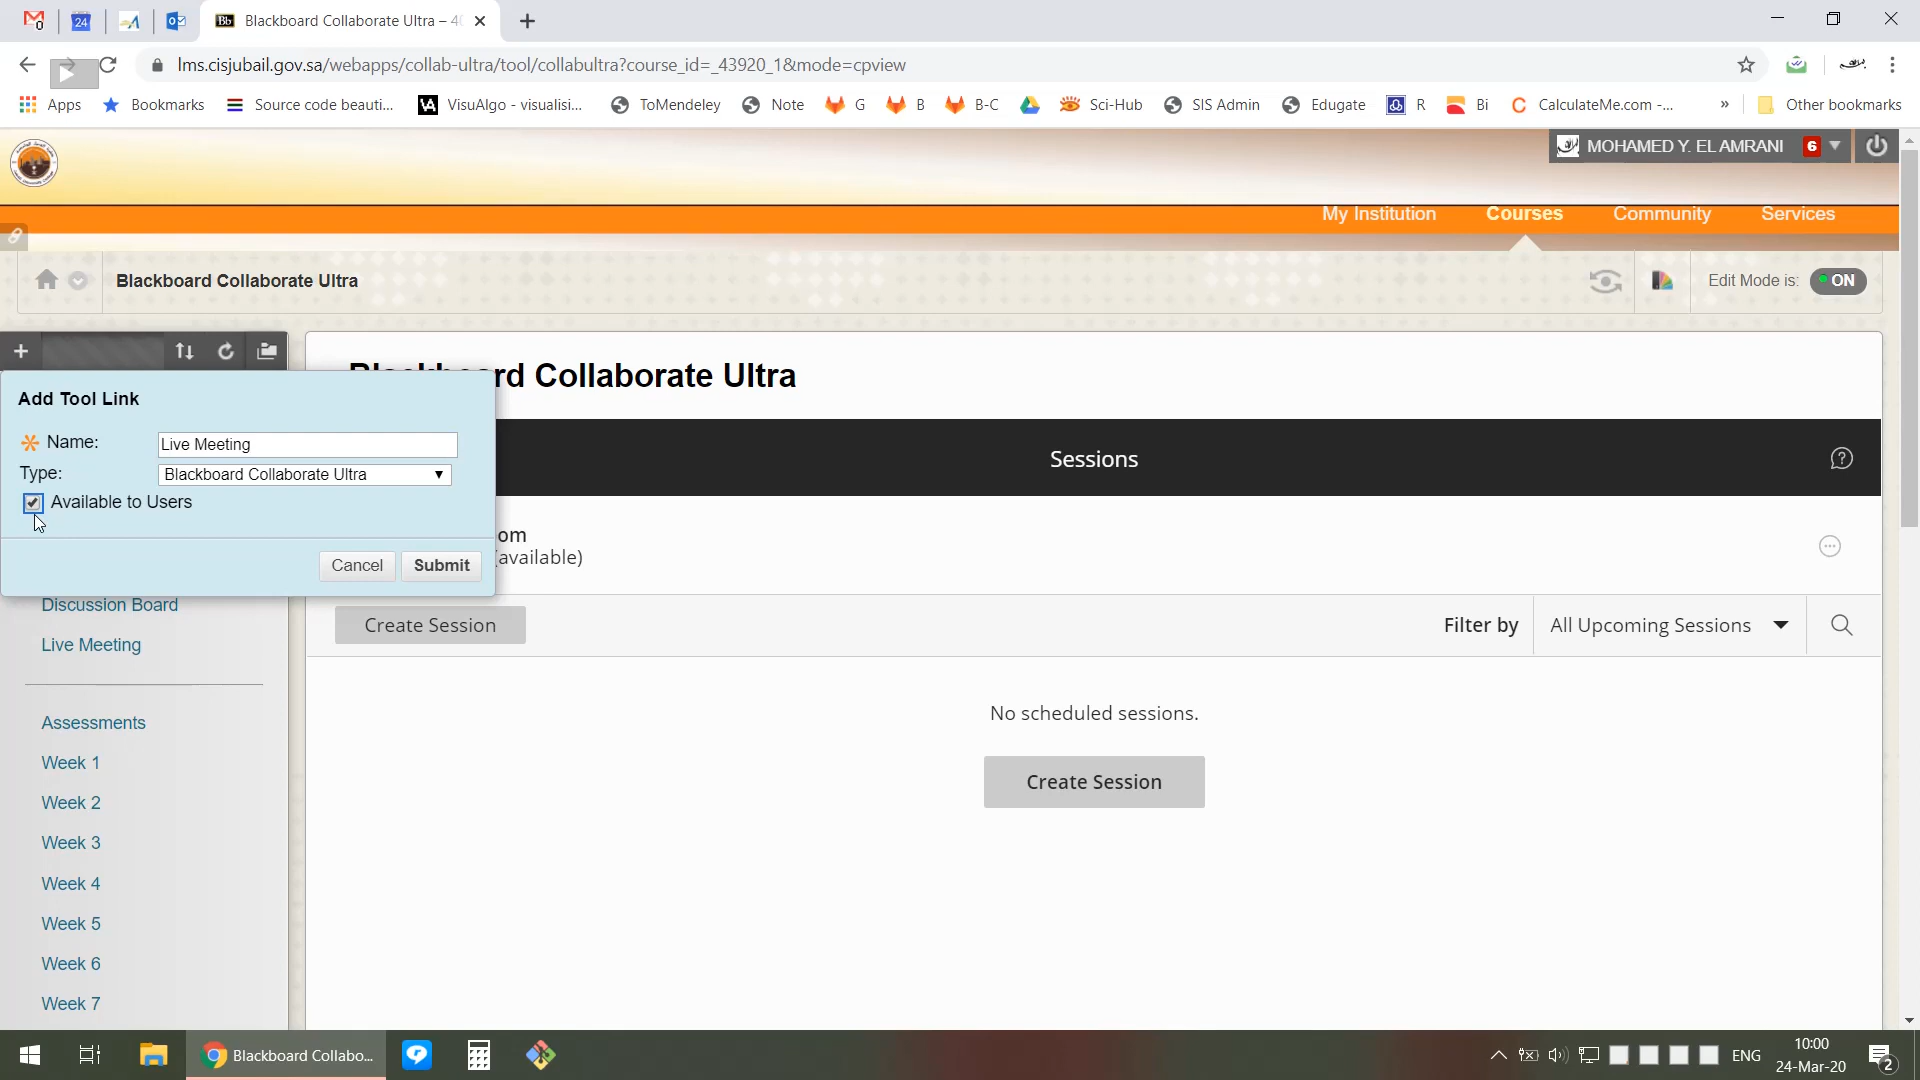 0
24
Blackboard Collaborate Ultra – 4
lms.cisjubail.gov.sa/webapps/collab-ultra/tool/collabultra?course_id=_43920_1&mode=cpview
Apps
Bookmarks
Source code beauti...
VisuAlgo - visualisi...
ToMendeley
Note
G
B
B-C
Sci-Hub
SIS Admin
Edugate
R
Bi
CalculateMe.com -...
»
Other bookmarks
MOHAMED Y. EL AMRANI 6
My Institution
Courses
Community
Services
Blackboard Collaborate Ultra
Edit Mode is: ON
Collaborate Ultra
Add Tool Link
Name: Live Meeting
Type: Blackboard Collaborate Ultra
Available to Users
Cancel
Submit
Sessions
om
(available)
Discussion Board
Live Meeting
Assessments
Week 1
Week 2
Week 3
Week 4
Week 5
Week 6
Week 7
Create Session
Filter by
All Upcoming Sessions
No scheduled sessions.
Create Session
Blackboard Collabo...
ENG
10:00
24-Mar-20
2